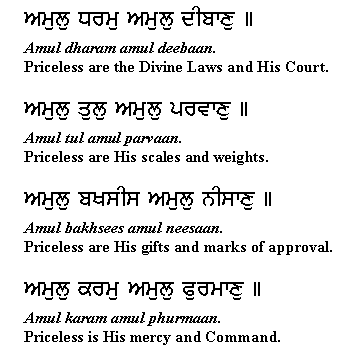 ਅਮੁਲੁ ਧਰਮੁ ਅਮੁਲੁ ਦੀਬਾਣੁ ॥
Amul dharam amul deebaan.
Priceless are the Divine Laws and His Court.
ਅਮੁਲੁ ਤੁਲੁ ਅਮੁਲੁ ਪਰਵਾਣੁ ॥
Amul tul amul parvaan.
Priceless are His scales and weights.
ਅਮੁਲੁ ਬਖਸੀਸ ਅਮੁਲੁ ਨੀਸਾਣੁ ॥
Amul bakhsees amul neesaan.
Priceless are His gifts and marks of approval.
ਅਮੁਲੁ ਕਰਮੁ ਅਮੁਲੁ ਫੁਰਮਾਣੁ ॥
Amul karam amul phurmaan.
Priceless is His mercy and Command.